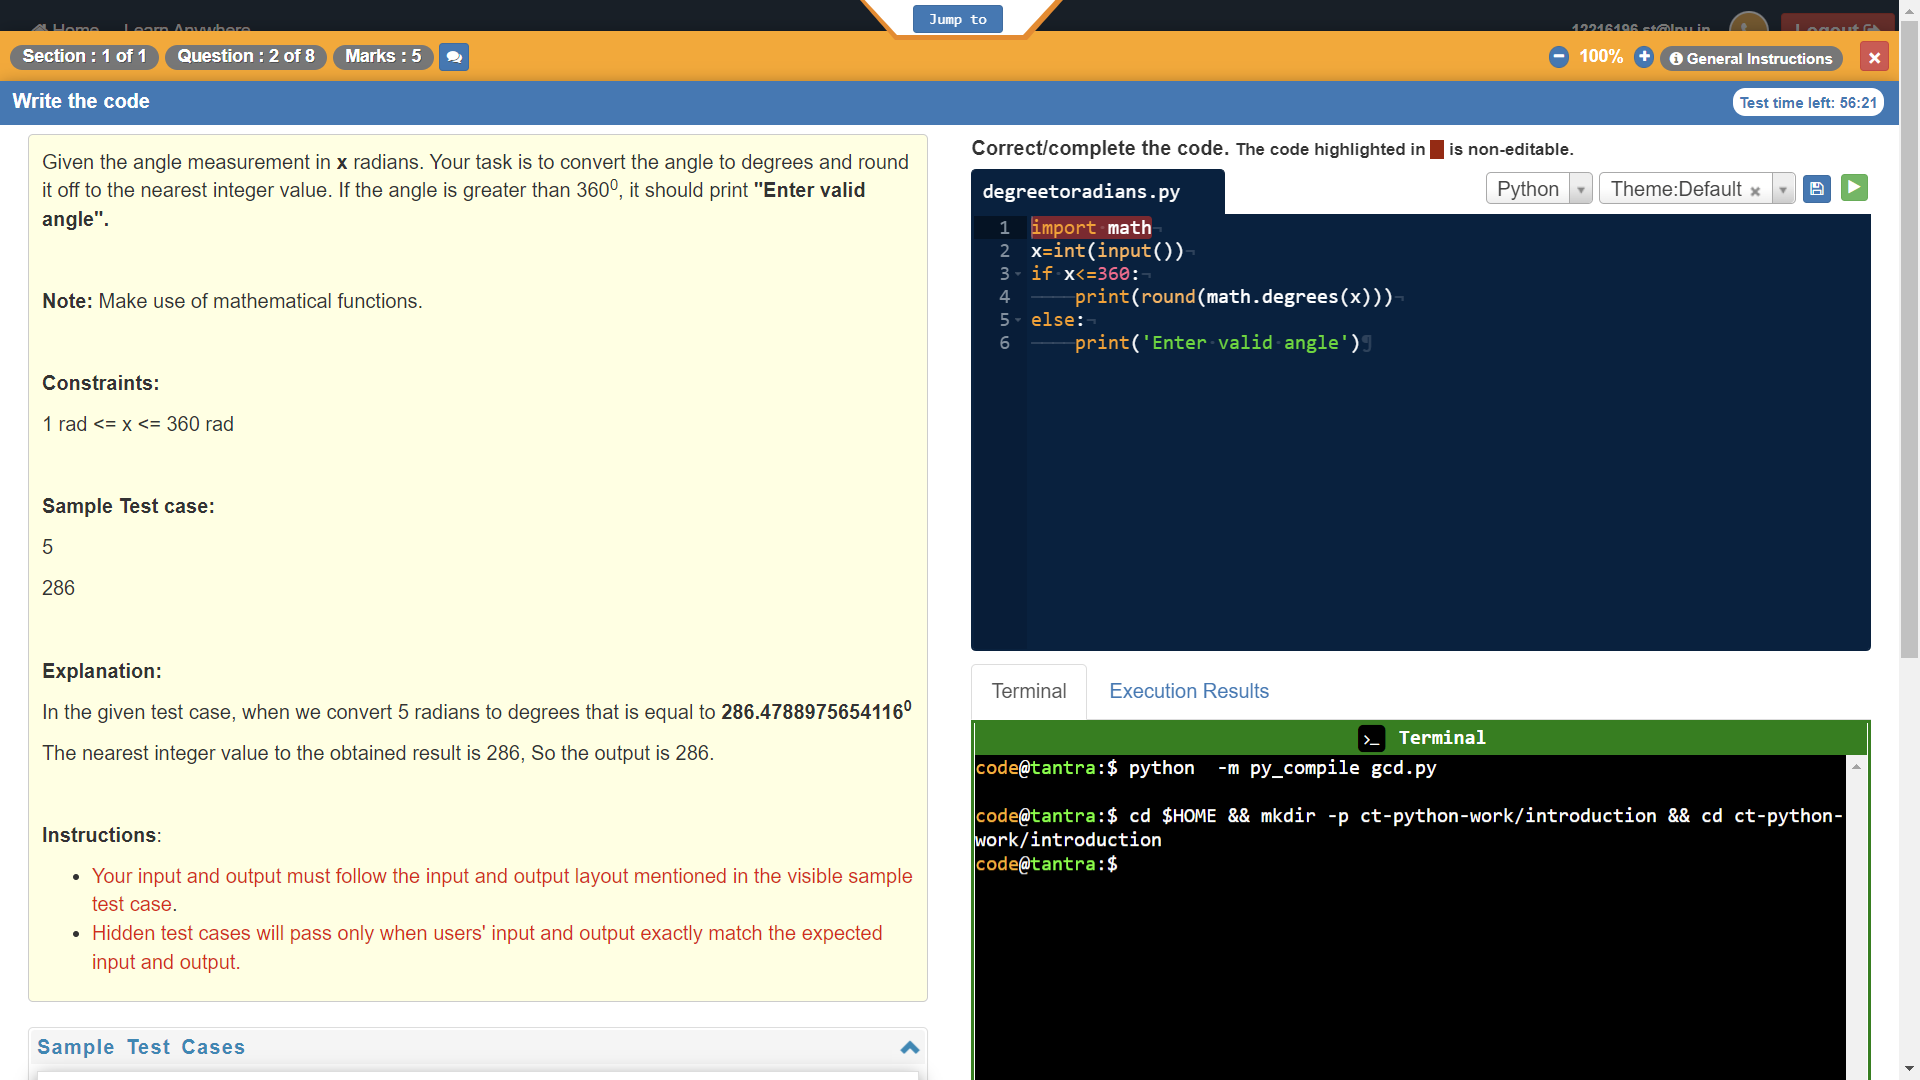 Jump to
Home Learn Anywhere
12216196.st@lpu.in
Logout
Section : 1 of 1
Question : 2 of 8
Marks : 5
100%
General Instructions
Write the code
Test time left: 56:21
Given the angle measurement in x radians. Your task is to convert the angle to degrees and round
it off to the nearest integer value. If the angle is greater than 360⁰, it should print "Enter valid
angle".
Note: Make use of mathematical functions.
Constraints:
1 rad <= x <= 360 rad
Sample Test case:
5
286
Explanation:
In the given test case, when we convert 5 radians to degrees that is equal to 286.4788975654116⁰
The nearest integer value to the obtained result is 286, So the output is 286.
Instructions:
• Your input and output must follow the input and output layout mentioned in the visible sample
test case.
• Hidden test cases will pass only when users' input and output exactly match the expected
input and output.
Sample Test Cases
Correct/complete the code. The code highlighted in is non-editable.
degreetoradians.py
Python
Theme:Default ×
1 import math
2 x=int(input())
3 if x<=360:
4 print(round(math.degrees(x)))
5 else:
6 print('Enter valid angle')
Terminal
Execution Results
>_ Terminal
code@tantra:$ python  -m py_compile gcd.py
code@tantra:$ cd $HOME && mkdir -p ct-python-work/introduction && cd ct-python-
work/introduction
code@tantra:$